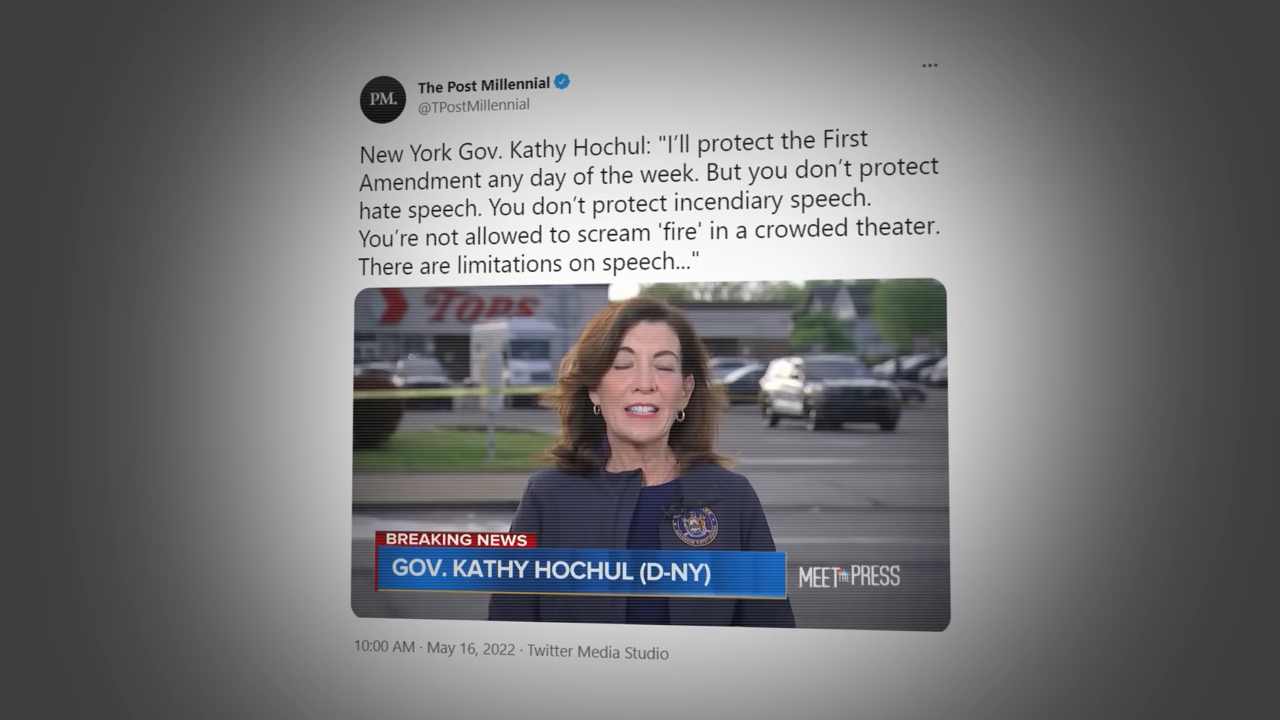 PM.
The Post Millennial
@TPostMillennial
New York Gov. Kathy Hochul: "I’ll protect the First
Amendment any day of the week. But you don’t protect
hate speech. You don’t protect incendiary speech.
You’re not allowed to scream 'fire' in a crowded theater.
There are limitations on speech..."
TOPS
BREAKING NEWS
GOV. KATHY HOCHUL (D-NY)
MEET THE PRESS
10:00 AM · May 16, 2022 · Twitter Media Studio